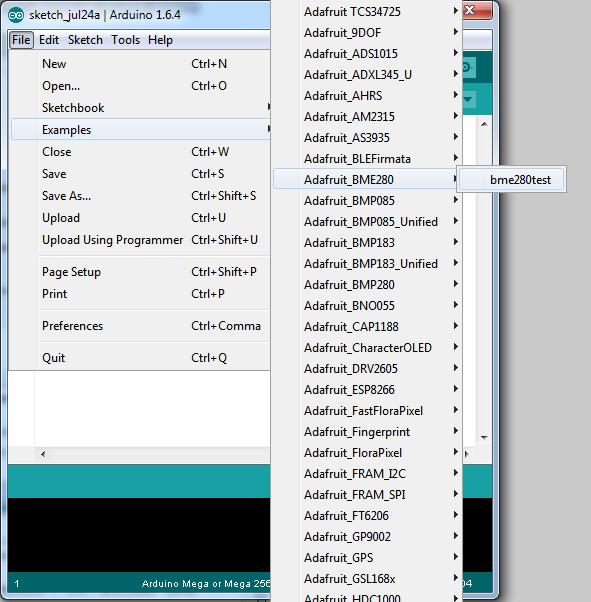 sketch_jul24a | Arduino 1.6.4
File Edit Sketch Tools Help
New Ctrl+N
Open... Ctrl+O
Sketchbook
Examples
Close Ctrl+W
Save Ctrl+S
Save As... Ctrl+Shift+S
Upload Ctrl+U
Upload Using Programmer Ctrl+Shift+U
Page Setup Ctrl+Shift+P
Print Ctrl+P
Preferences Ctrl+Comma
Quit Ctrl+Q
Adafruit TCS34725
Adafruit_9DOF
Adafruit_ADS1015
Adafruit_ADXL345_U
Adafruit_AHRS
Adafruit_AM2315
Adafruit_AS3935
Adafruit_BLEFirmata
Adafruit_BME280
bme280test
Adafruit_BMP085
Adafruit_BMP085_Unified
Adafruit_BMP183
Adafruit_BMP183_Unified
Adafruit_BMP280
Adafruit_BNO055
Adafruit_CAP1188
Adafruit_CharacterOLED
Adafruit_DRV2605
Adafruit_ESP8266
Adafruit_FastFloraPixel
Adafruit_Fingerprint
Adafruit_FloraPixel
Adafruit_FRAM_I2C
Adafruit_FRAM_SPI
Adafruit_FT6206
Adafruit_GP9002
Adafruit_GPS
Adafruit_GSL168x
Adafruit_HDC1000
1 Arduino Mega or Mega 256 04